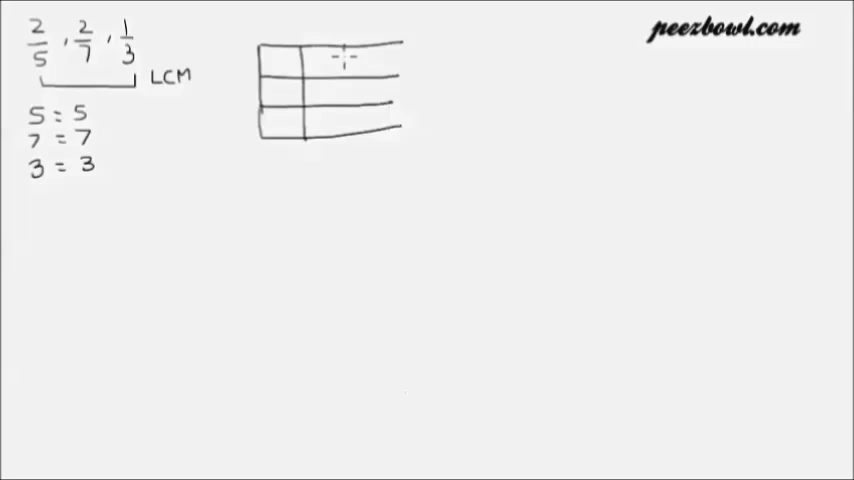 peezbowl.com
2/5 , 2/7 , 1/3
LCM
5 = 5
7 = 7
3 = 3